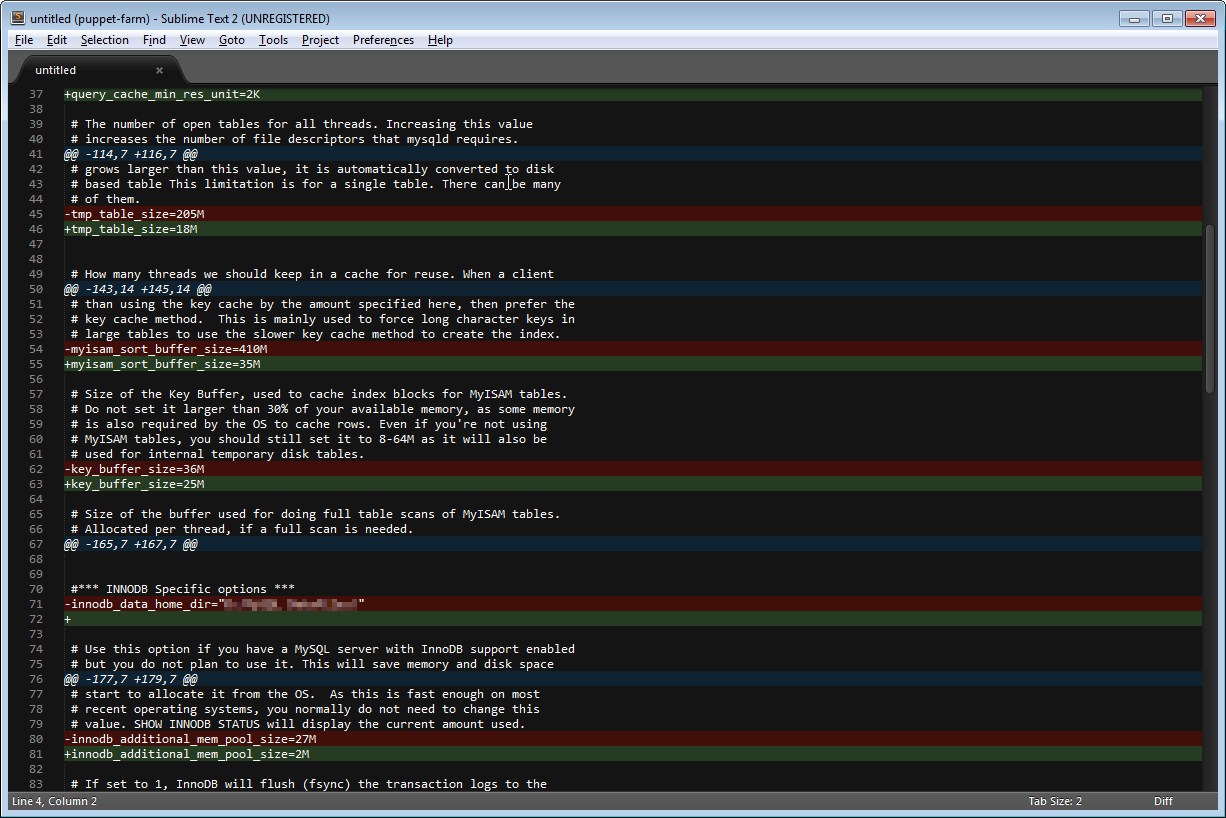 untitled (puppet-farm) - Sublime Text 2 (UNREGISTERED)
File Edit Selection Find View Goto Tools Project Preferences Help
untitled ×
37 +query_cache_min_res_unit=2K
38
39 # The number of open tables for all threads. Increasing this value
40 # increases the number of file descriptors that mysqld requires.
41 @@ -114,7 +116,7 @@
42 # grows larger than this value, it is automatically converted to disk
43 # based table This limitation is for a single table. There can be many
44 # of them.
45 -tmp_table_size=205M
46 +tmp_table_size=18M
47
48
49 # How many threads we should keep in a cache for reuse. When a client
50 @@ -143,14 +145,14 @@
51 # than using the key cache by the amount specified here, then prefer the
52 # key cache method.  This is mainly used to force long character keys in
53 # large tables to use the slower key cache method to create the index.
54 -myisam_sort_buffer_size=410M
55 +myisam_sort_buffer_size=35M
56
57 # Size of the Key Buffer, used to cache index blocks for MyISAM tables.
58 # Do not set it larger than 30% of your available memory, as some memory
59 # is also required by the OS to cache rows. Even if you're not using
60 # MyISAM tables, you should still set it to 8-64M as it will also be
61 # used for internal temporary disk tables.
62 -key_buffer_size=36M
63 +key_buffer_size=25M
64
65 # Size of the buffer used for doing full table scans of MyISAM tables.
66 # Allocated per thread, if a full scan is needed.
67 @@ -165,7 +167,7 @@
68
69
70 #*** INNODB Specific options ***
71 -innodb_data_home_dir=" "
72 +
73
74 # Use this option if you have a MySQL server with InnoDB support enabled
75 # but you do not plan to use it. This will save memory and disk space
76 @@ -177,7 +179,7 @@
77 # start to allocate it from the OS.  As this is fast enough on most
78 # recent operating systems, you normally do not need to change this
79 # value. SHOW INNODB STATUS will display the current amount used.
80 -innodb_additional_mem_pool_size=27M
81 +innodb_additional_mem_pool_size=2M
82
83 # If set to 1, InnoDB will flush (fsync) the transaction logs to the
Line 4, Column 2 Tab Size: 2 Diff